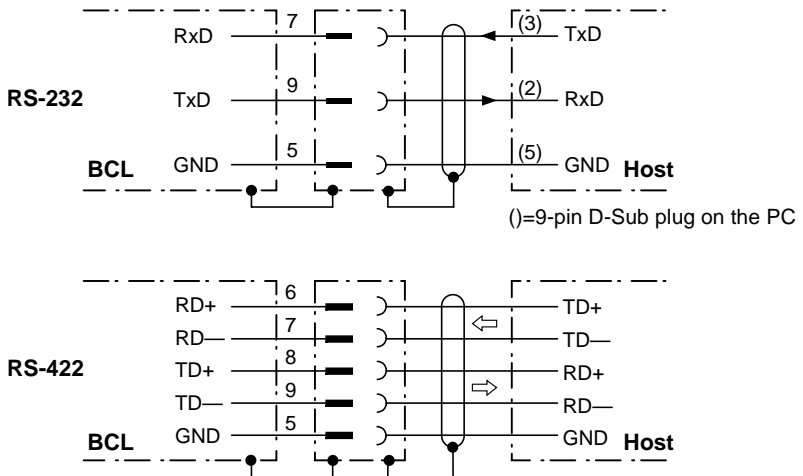 RxD 7 (3) TxD
RS-232 TxD 9 (2) RxD
BCL GND 5 (5) GND Host
()=9-pin D-Sub plug on the PC
RD+ 6 TD+
RD— 7 TD—
RS-422 TD+ 8 RD+
TD— 9 RD—
BCL GND 5 GND Host